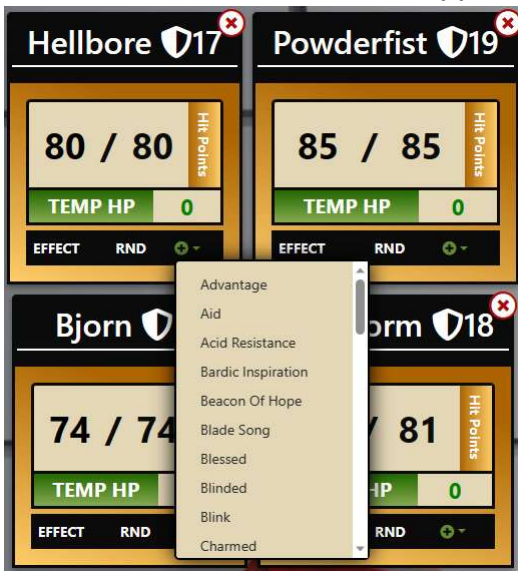 Hellbore 17
80 / 80
Hit Points
TEMP HP 0
EFFECT RND
Powderfist 19
85 / 85
Hit Points
TEMP HP 0
EFFECT RND
Advantage
Aid
Acid Resistance
Bardic Inspiration
Beacon Of Hope
Blade Song
Blessed
Blinded
Blink
Charmed
Bjorn
74 / 74
TEMP HP
EFFECT RND
orm 18
/ 81
Hit Points
HP 0
RND